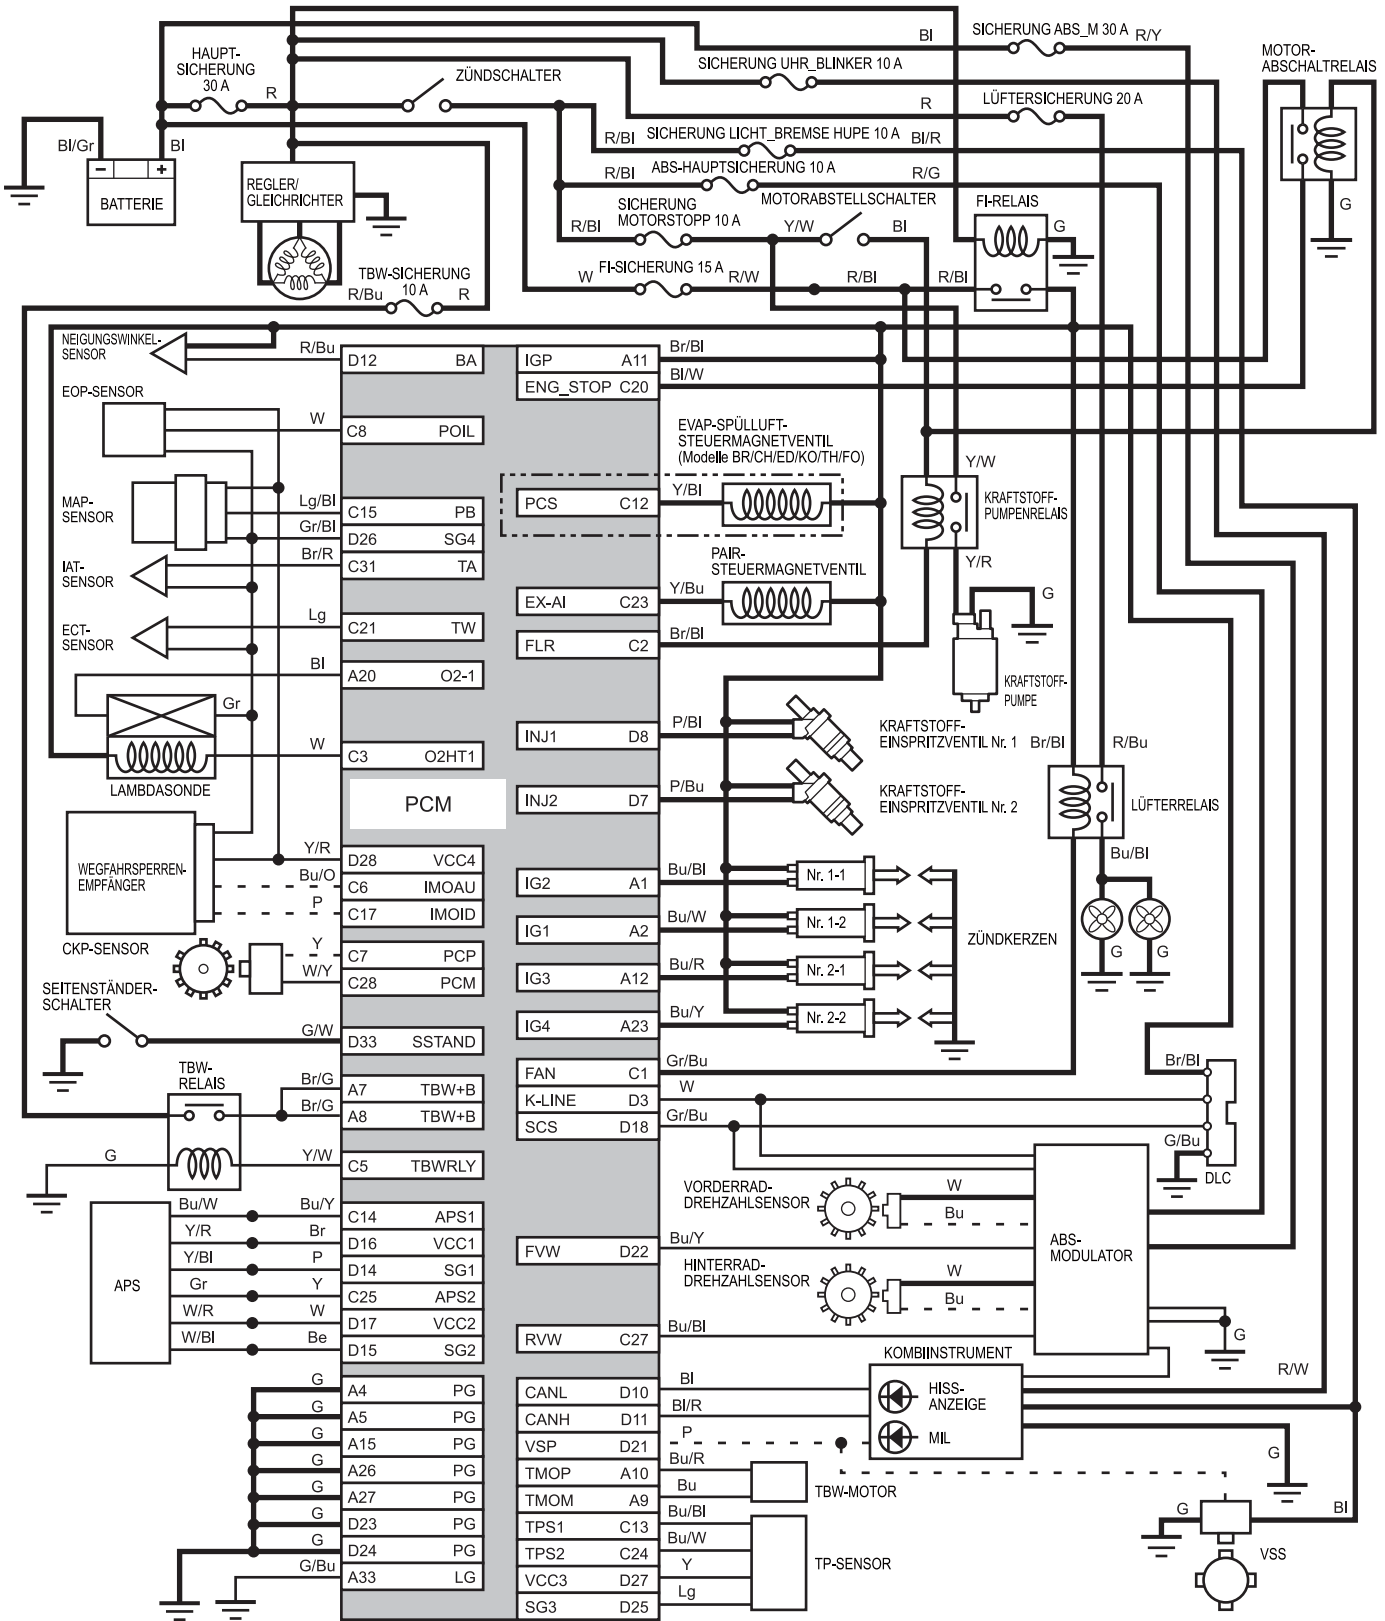 SICHERUNG ABS_M 30 A
Bl
R/Y
HAUPT-
SICHERUNG
30 A
R
ZÜNDSCHALTER
SICHERUNG UHR_BLINKER 10 A
MOTOR-
ABSCHALTRELAIS
R
LÜFTERSICHERUNG 20 A
Bl/Gr
Bl
-
+
BATTERIE
REGLER/
GLEICHRICHTER
R/Bl
SICHERUNG LICHT_BREMSE HUPE 10 A
Bl/R
R/Bl
ABS-HAUPTSICHERUNG 10 A
R/G
SICHERUNG
MOTORSTOPP 10 A
R/Bl
Y/W
MOTORABSTELLSCHALTER
Bl
FI-RELAIS
G
G
W
FI-SICHERUNG 15 A
R/W
R/Bl
R/Bl
TBW-SICHERUNG
10 A
R/Bu
R
NEIGUNGSWINKEL-
SENSOR
R/Bu
D12 BA
IGP A11
Br/Bl
ENG_STOP C20
Bl/W
EOP-SENSOR
W
C8 POIL
EVAP-SPÜLLUFT-
STEUERMAGNETVENTIL
(Modelle BR/CH/ED/KO/TH/FO)
PCS C12
Y/Bl
Y/W
KRAFTSTOFF-
PUMPENRELAIS
Y/R
MAP-
SENSOR
Lg/Bl
C15 PB
Gr/Bl
D26 SG4
Br/R
C31 TA
IAT-
SENSOR
PAIR-
STEUERMAGNETVENTIL
EX-AI C23
Y/Bu
G
ECT-
SENSOR
Lg
C21 TW
FLR C2
Br/Bl
Bl
A20 O2-1
KRAFTSTOFF-
PUMPE
Gr
W
C3 O2HT1
LAMBDASONDE
INJ1 D8
P/Bl
KRAFTSTOFF-
EINSPRITZVENTIL Nr. 1
Br/Bl
R/Bu
PCM
INJ2 D7
P/Bu
KRAFTSTOFF-
EINSPRITZVENTIL Nr. 2
LÜFTERRELAIS
Bu/Bl
WEGFAHRSPERREN-
EMPFÄNGER
Y/R
D28 VCC4
Bu/O
C6 IMOAU
P
C17 IMOID
IG2 A1
Bu/Bl
Nr. 1-1
IG1 A2
Bu/W
Nr. 1-2
ZÜNDKERZEN
G
G
CKP-SENSOR
Y
C7 PCP
W/Y
C28 PCM
IG3 A12
Bu/R
Nr. 2-1
SEITENSTÄNDER-
SCHALTER
G/W
D33 SSTAND
IG4 A23
Bu/Y
Nr. 2-2
TBW-
RELAIS
Br/G
A7 TBW+B
Br/G
A8 TBW+B
FAN C1
Gr/Bu
K-LINE D3
W
SCS D18
Gr/Bu
Br/Bl
G/Bu
DLC
G
Y/W
C5 TBWRLY
APS
Bu/W
Bu/Y
C14 APS1
Y/R
Br
D16 VCC1
Y/Bl
P
D14 SG1
Gr
Y
C25 APS2
W/R
W
D17 VCC2
W/Bl
Be
D15 SG2
VORDERRAD-
DREHZAHLSENSOR
W
Bu
FVW D22
Bu/Y
ABS-
MODULATOR
HINTERRAD-
DREHZAHLSENSOR
W
Bu
RVW C27
Bu/Bl
G
R/W
KOMBIINSTRUMENT
HISS-
ANZEIGE
MIL
G
A4 PG
G
A5 PG
G
A15 PG
G
A26 PG
G
A27 PG
G
D23 PG
G
D24 PG
G/Bu
A33 LG
CANL D10
Bl
CANH D11
Bl/R
VSP D21
P
TMOP A10
Bu/R
TMOM A9
Bu
TBW-MOTOR
TPS1 C13
Bu/Bl
TPS2 C24
Bu/W
VCC3 D27
Y
SG3 D25
Lg
TP-SENSOR
G
G
Bl
VSS